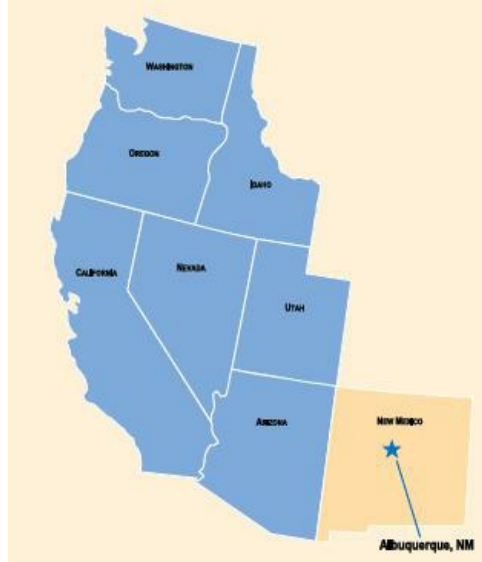 WASHINGTON
OREGON
IDAHO
CALIFORNIA
NEVADA
UTAH
ARIZONA
NEW MEXICO
Albuquerque, NM